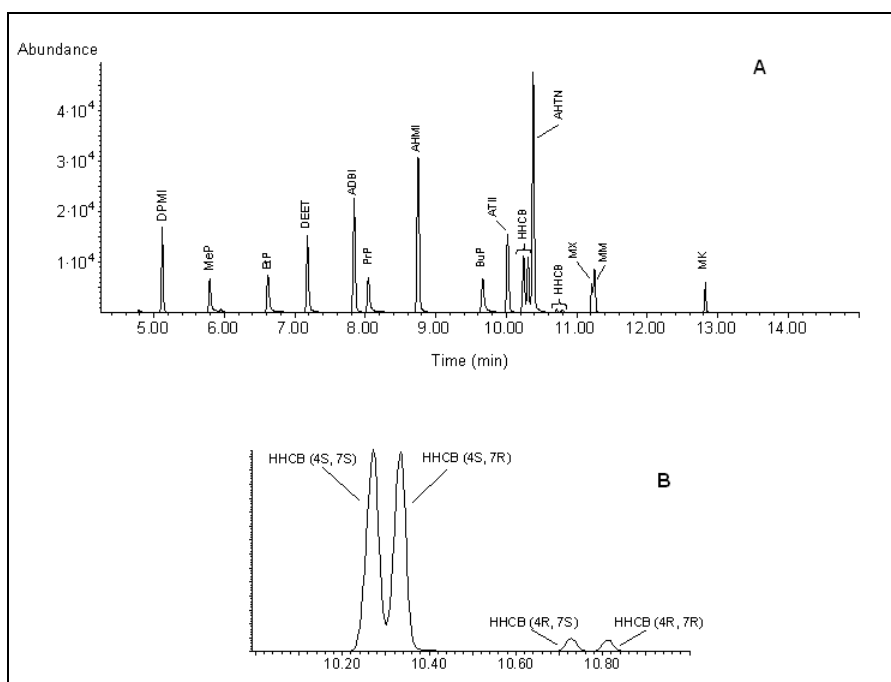 Abundance
A
4·10⁴
3·10⁴
2·10⁴
1·10⁴
DPMI
MeP
EtP
DEET
ADBI
PrP
AHMI
BuP
ATII
HHCB
AHTN
HHCB
MX
MM
MK
5.00 6.00 7.00 8.00 9.00 10.00 11.00 12.00 13.00 14.00
Time (min)
B
HHCB (4S, 7S)
HHCB (4S, 7R)
HHCB (4R, 7S)
HHCB (4R, 7R)
10.20 10.40 10.60 10.80